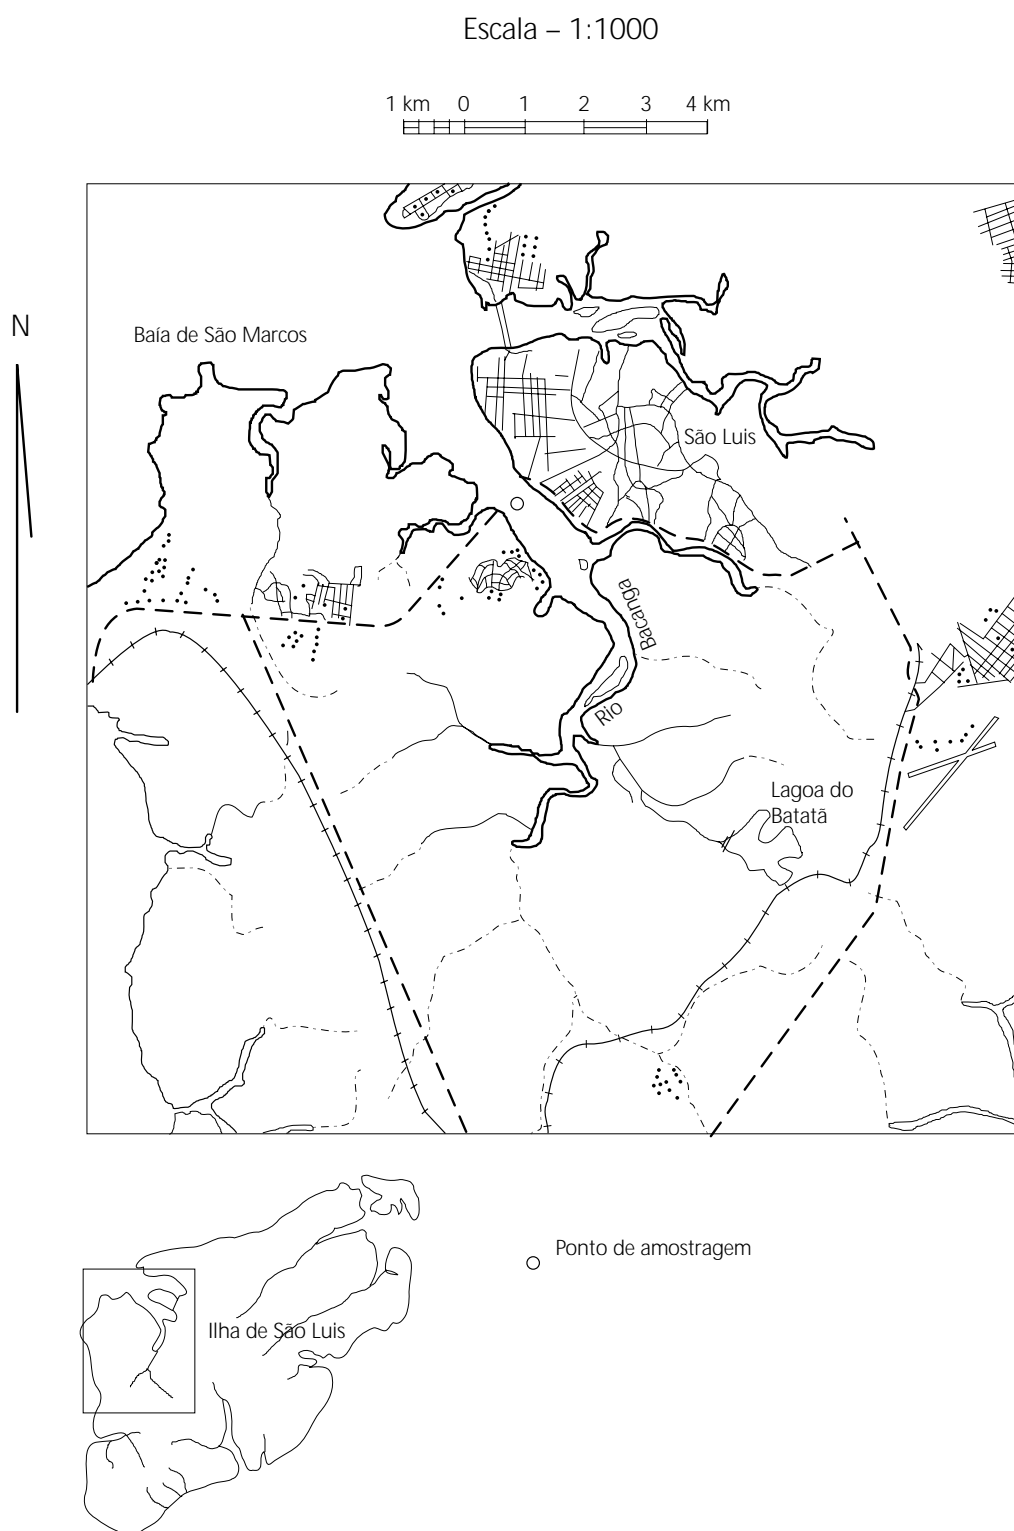 Escala – 1:1000
1 km 0 1 2 3 4 km
N
Baía de São Marcos
São Luis
Bacanga
Rio
Lagoa do
Batatã
Ponto de amostragem
Ilha de São Luis